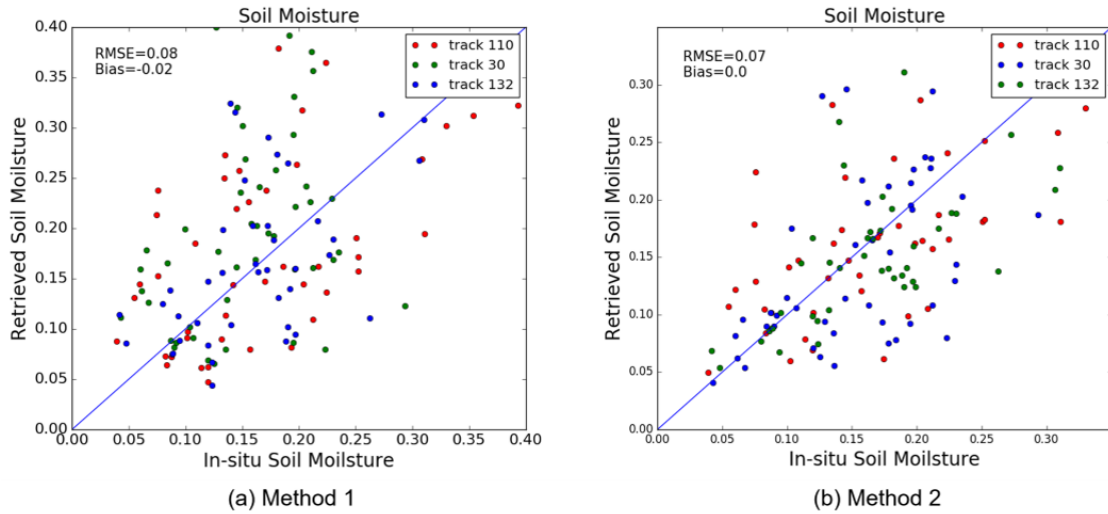 Soil Moisture
RMSE=0.08
Bias=-0.02
track 110
track 30
track 132
0.40
0.35
0.30
0.25
0.20
0.15
0.10
0.05
0.00
Retrieved Soil Moilsture
0.00 0.05 0.10 0.15 0.20 0.25 0.30 0.35 0.40
In-situ Soil Moilsture
(a) Method 1
Soil Moisture
RMSE=0.07
Bias=0.0
track 110
track 30
track 132
0.30
0.25
0.20
0.15
0.10
0.05
0.00
Retrieved Soil Moilsture
0.00 0.05 0.10 0.15 0.20 0.25 0.30
In-situ Soil Moilsture
(b) Method 2